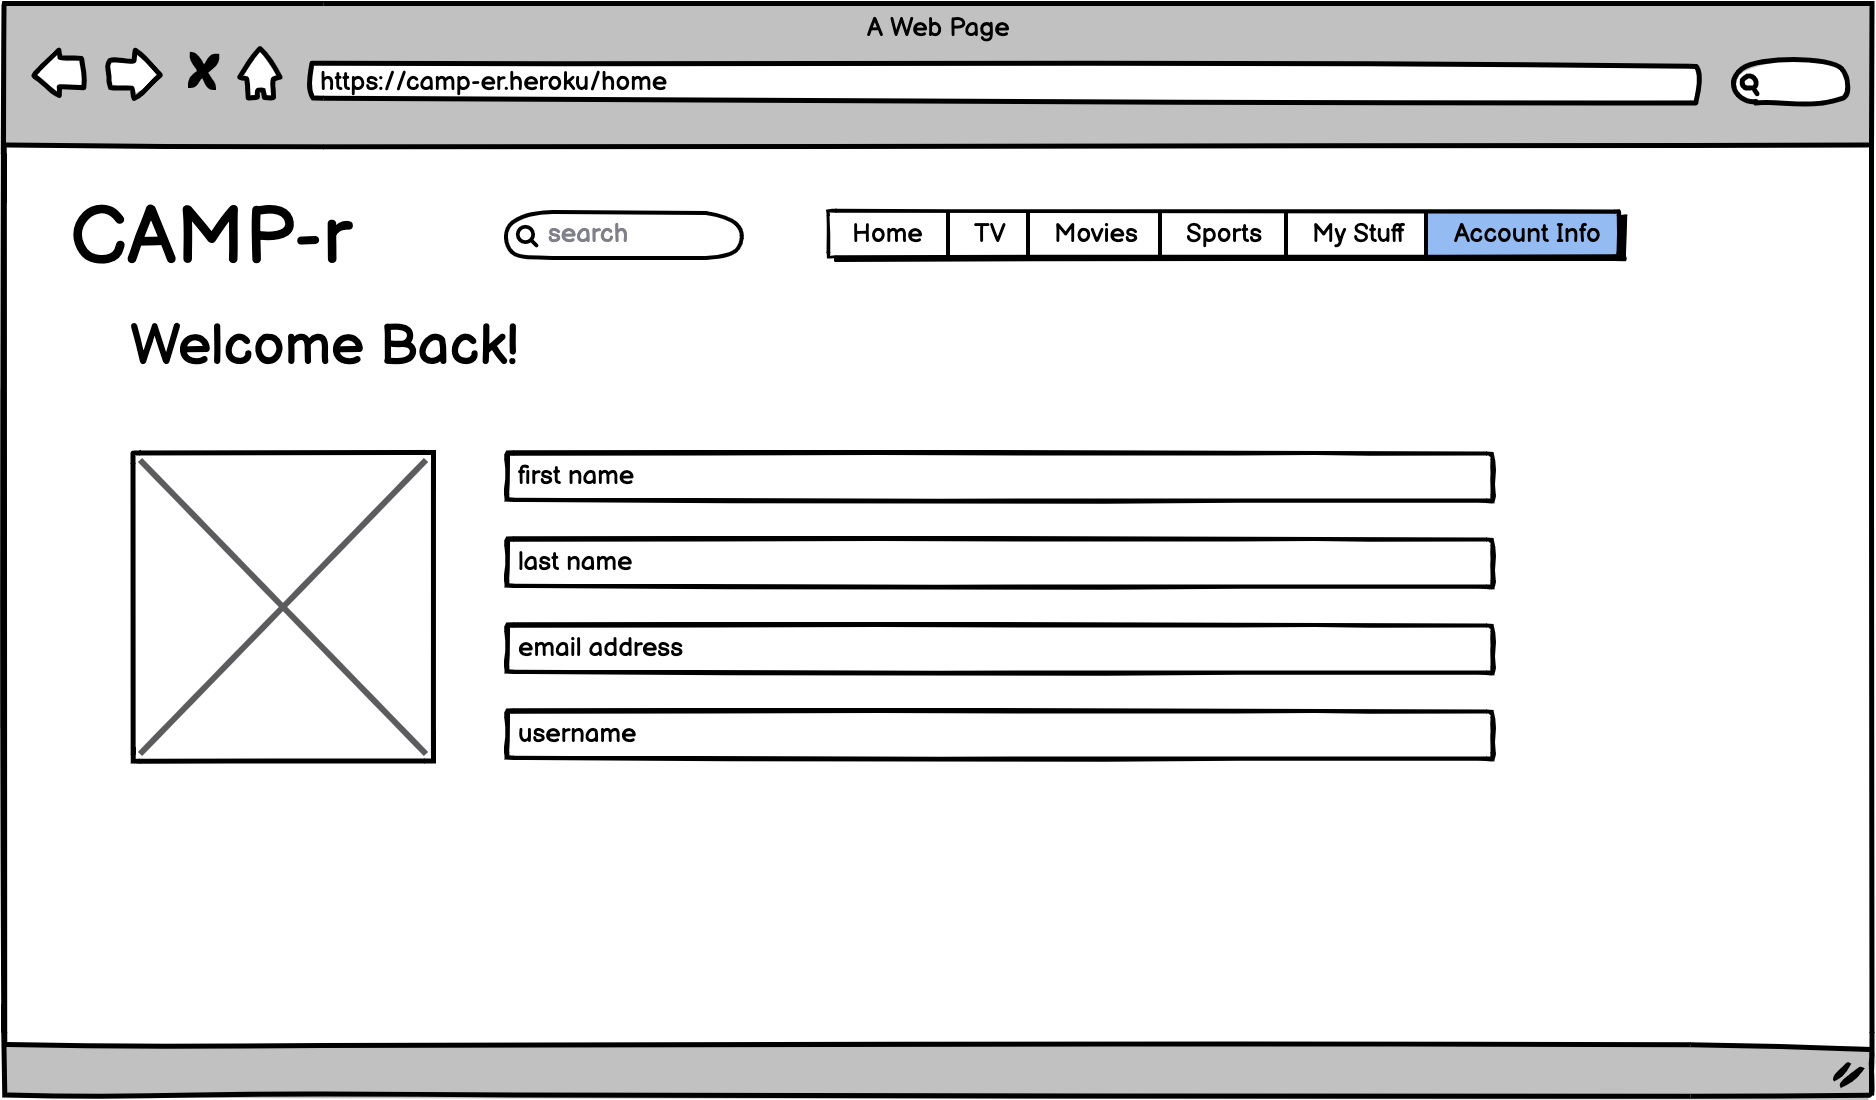 A Web Page
https://camp-er.heroku/home
CAMP-r
search
Home TV Movies Sports My Stuff Account Info
Welcome Back!
first name
last name
email address
username